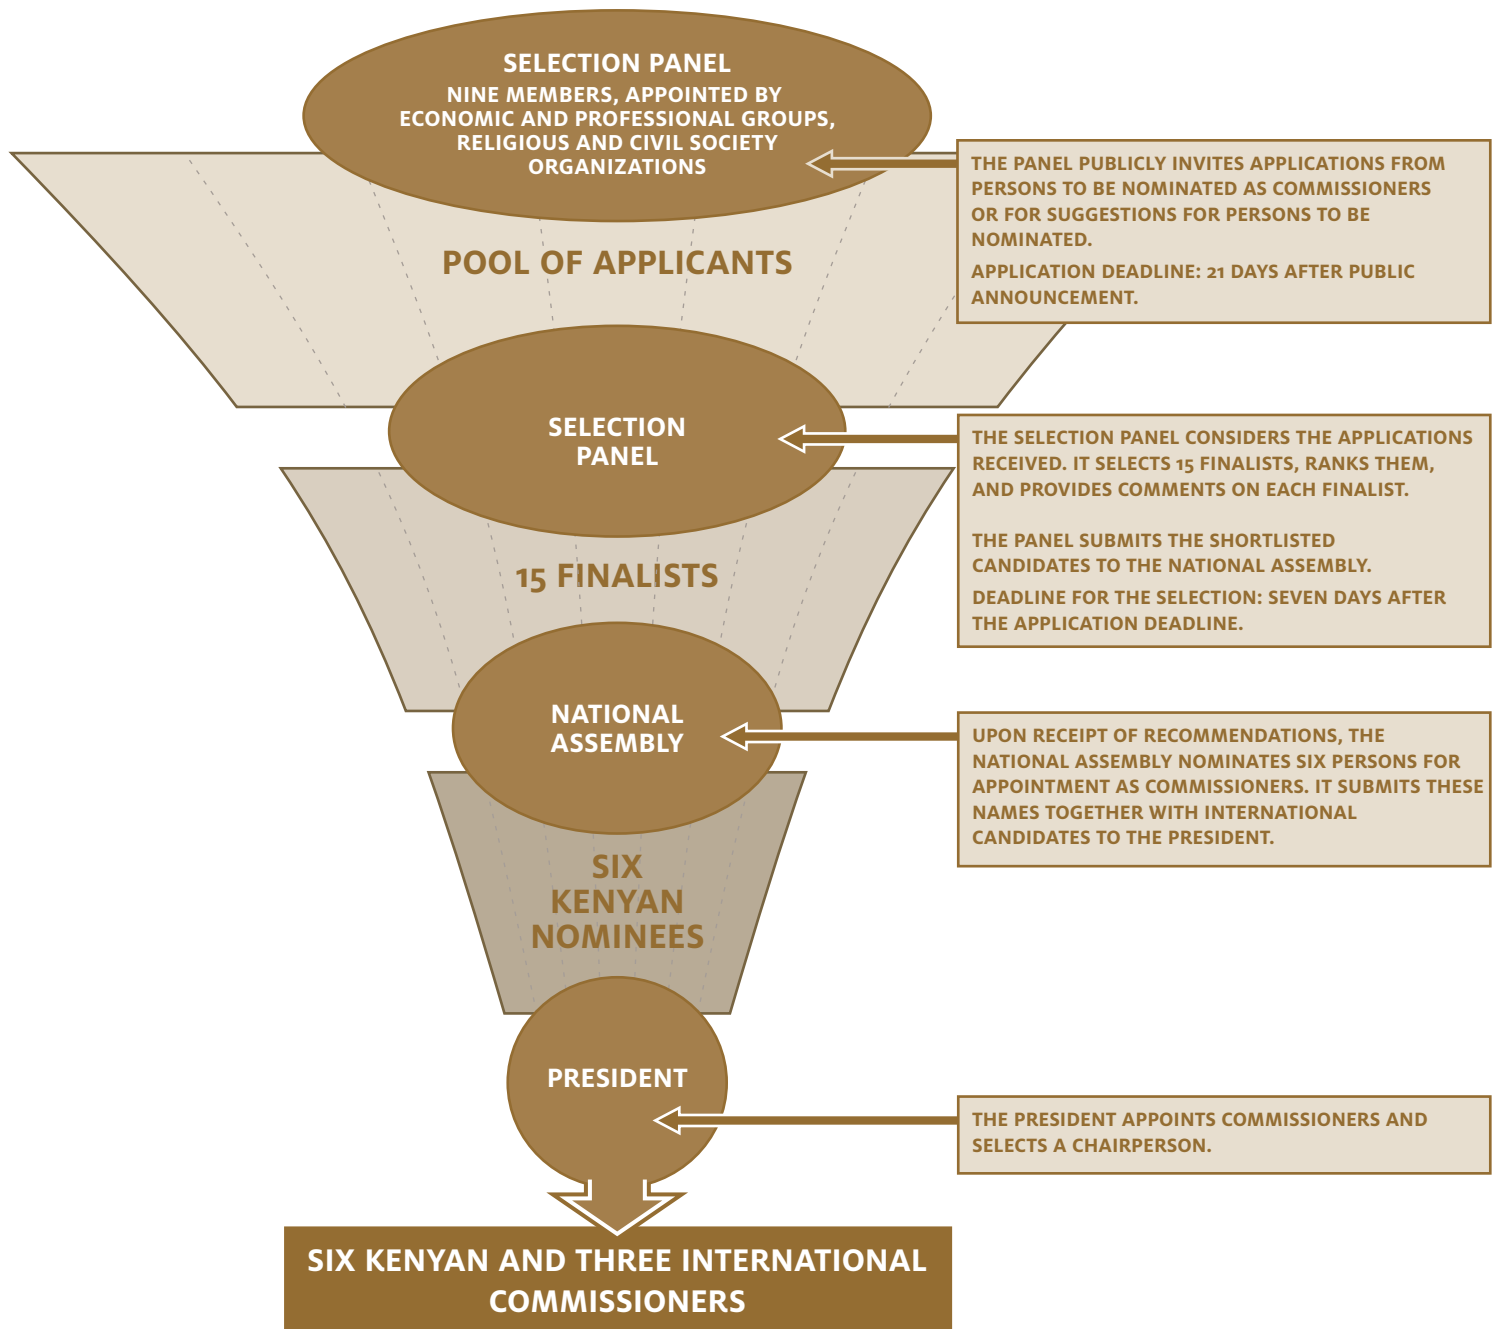 SELECTION PANEL
NINE MEMBERS, APPOINTED BY
ECONOMIC AND PROFESSIONAL GROUPS,
RELIGIOUS AND CIVIL SOCIETY
ORGANIZATIONS
THE PANEL PUBLICLY INVITES APPLICATIONS FROM
PERSONS TO BE NOMINATED AS COMMISSIONERS
OR FOR SUGGESTIONS FOR PERSONS TO BE
NOMINATED.
APPLICATION DEADLINE: 21 DAYS AFTER PUBLIC
ANNOUNCEMENT.
POOL OF APPLICANTS
SELECTION
PANEL
THE SELECTION PANEL CONSIDERS THE APPLICATIONS
RECEIVED. IT SELECTS 15 FINALISTS, RANKS THEM,
AND PROVIDES COMMENTS ON EACH FINALIST.
THE PANEL SUBMITS THE SHORTLISTED
CANDIDATES TO THE NATIONAL ASSEMBLY.
DEADLINE FOR THE SELECTION: SEVEN DAYS AFTER
THE APPLICATION DEADLINE.
15 FINALISTS
NATIONAL
ASSEMBLY
UPON RECEIPT OF RECOMMENDATIONS, THE
NATIONAL ASSEMBLY NOMINATES SIX PERSONS FOR
APPOINTMENT AS COMMISSIONERS. IT SUBMITS THESE
NAMES TOGETHER WITH INTERNATIONAL
CANDIDATES TO THE PRESIDENT.
SIX
KENYAN
NOMINEES
PRESIDENT
THE PRESIDENT APPOINTS COMMISSIONERS AND
SELECTS A CHAIRPERSON.
SIX KENYAN AND THREE INTERNATIONAL
COMMISSIONERS